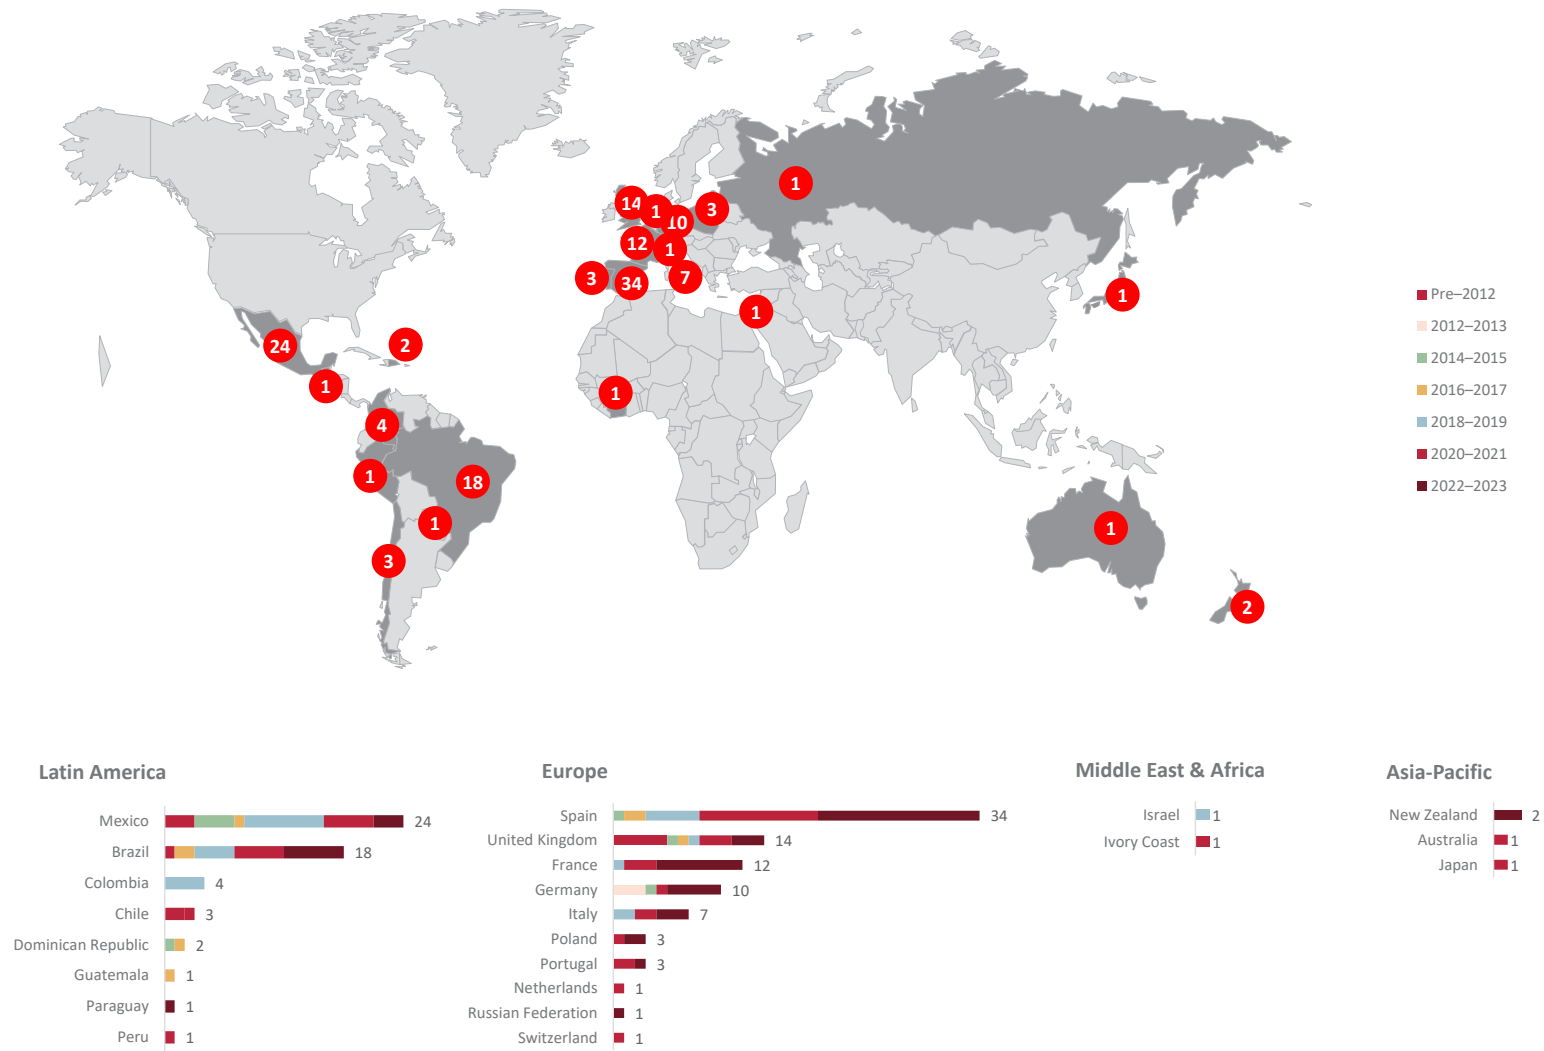 1
14
1
10
3
12
1
3
34
7
1
1
24
2
1
1
4
1
18
1
1
3
2
Pre–2012
2012–2013
2014–2015
2016–2017
2018–2019
2020–2021
2022–2023
Latin America
Mexico 24
Brazil 18
Colombia 4
Chile 3
Dominican Republic 2
Guatemala 1
Paraguay 1
Peru 1
Europe
Spain 34
United Kingdom 14
France 12
Germany 10
Italy 7
Poland 3
Portugal 3
Netherlands 1
Russian Federation 1
Switzerland 1
Middle East & Africa
Israel 1
Ivory Coast 1
Asia-Pacific
New Zealand 2
Australia 1
Japan 1